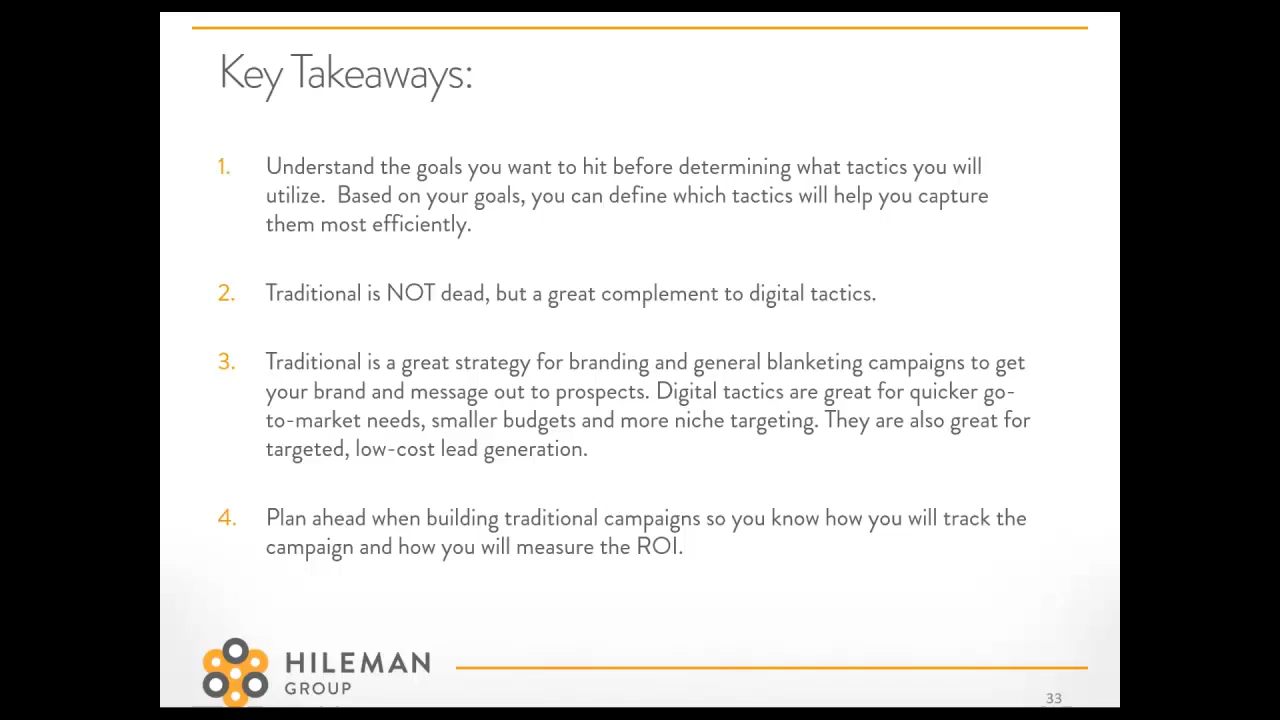 Key Takeaways:
1. Understand the goals you want to hit before determining what tactics you will
utilize.  Based on your goals, you can define which tactics will help you capture
them most efficiently.
2. Traditional is NOT dead, but a great complement to digital tactics.
3. Traditional is a great strategy for branding and general blanketing campaigns to get
your brand and message out to prospects. Digital tactics are great for quicker go-
to-market needs, smaller budgets and more niche targeting. They are also great for
targeted, low-cost lead generation.
4. Plan ahead when building traditional campaigns so you know how you will track the
campaign and how you will measure the ROI.
HILEMAN
GROUP
33